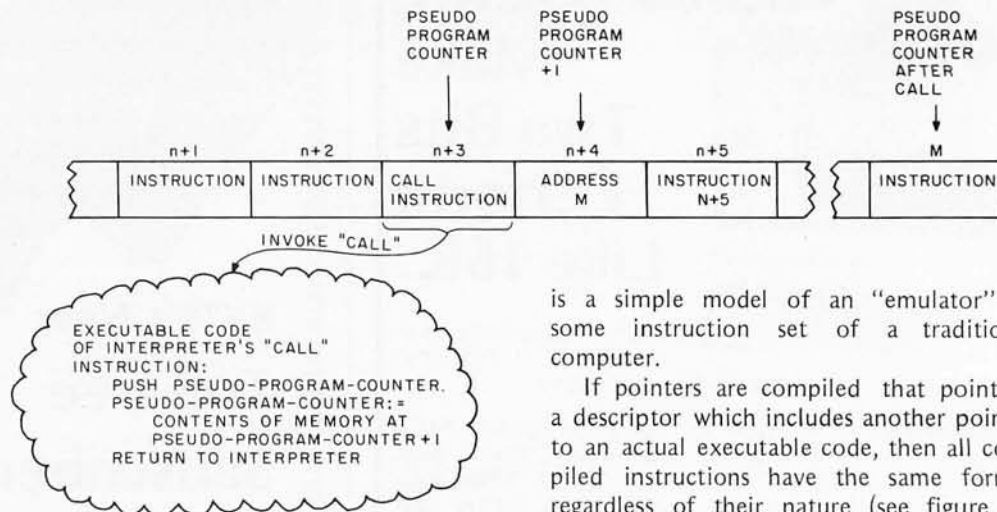 PSEUDO
PROGRAM
COUNTER
PSEUDO
PROGRAM
COUNTER
+1
PSEUDO
PROGRAM
COUNTER
AFTER
CALL
n+1 n+2 n+3 n+4 n+5 M
INSTRUCTION
INSTRUCTION
CALL
INSTRUCTION
ADDRESS
M
INSTRUCTION
N+5
INSTRUCTION
INVOKE "CALL"
EXECUTABLE CODE
OF INTERPRETER'S "CALL"
INSTRUCTION:
PUSH PSEUDO-PROGRAM-COUNTER.
PSEUDO-PROGRAM-COUNTER:=
CONTENTS OF MEMORY AT
PSEUDO-PROGRAM-COUNTER+1
RETURN TO INTERPRETER
is a simple model of an "emulator"
some instruction set of a traditio
computer.
If pointers are compiled that point
a descriptor which includes another poin
to an actual executable code, then all co
piled instructions have the same for
regardless of their nature (see figure